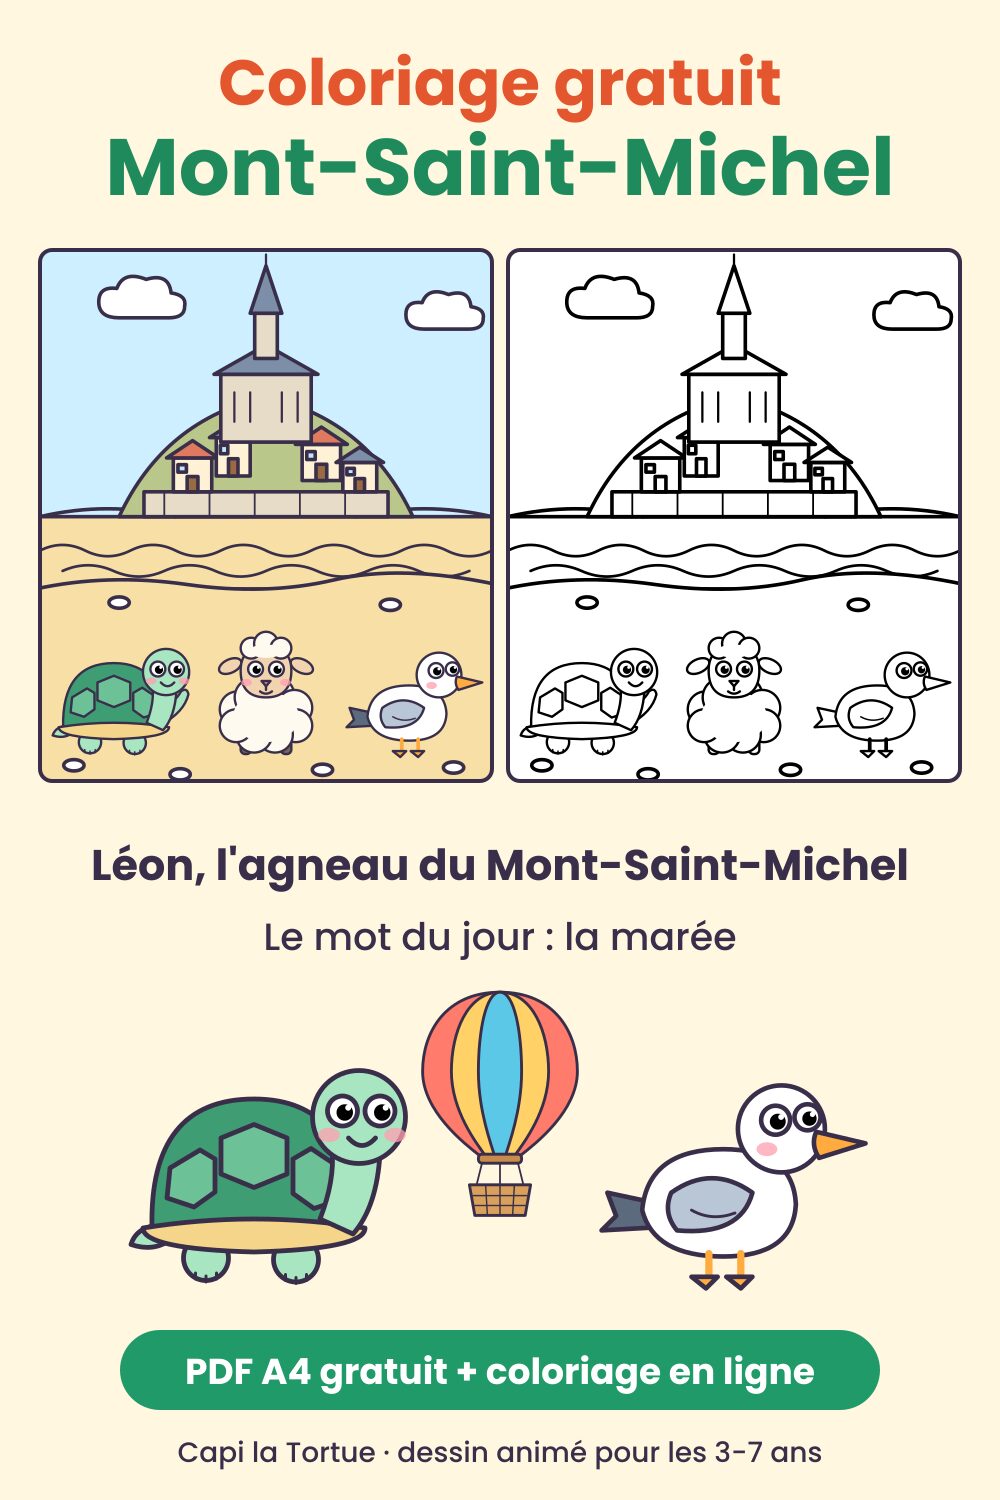 Coloriage gratuit
Mont-Saint-Michel
Léon, l'agneau du Mont-Saint-Michel
Le mot du jour : la marée
PDF A4 gratuit + coloriage en ligne
Capi la Tortue · dessin animé pour les 3-7 ans